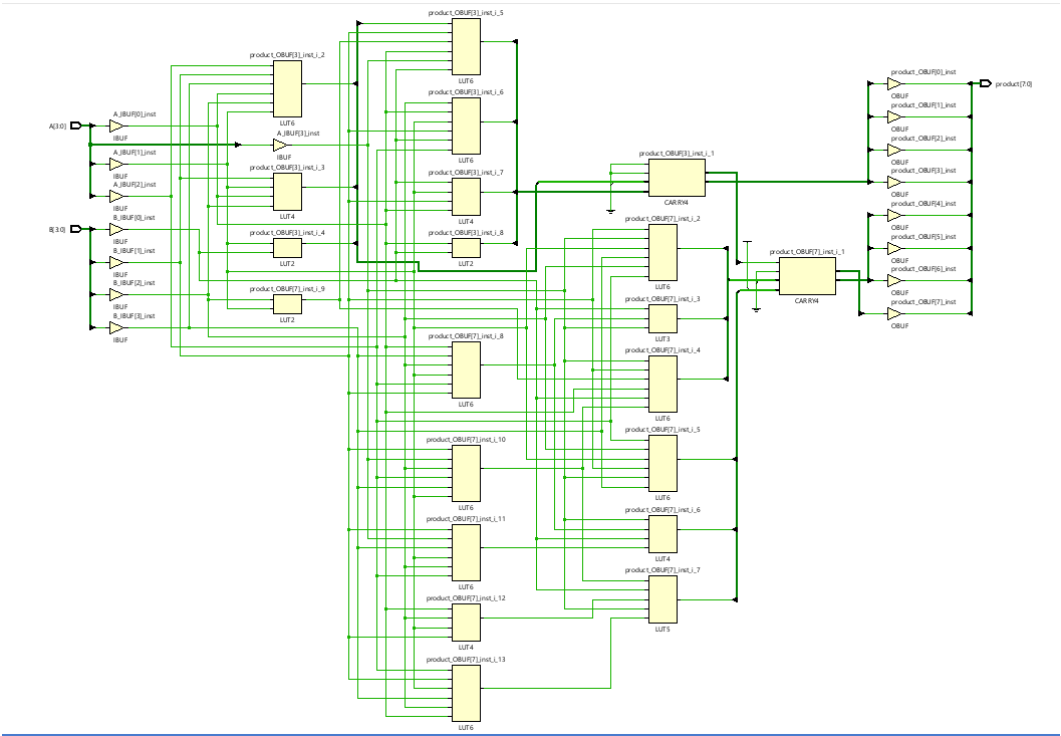 product_OBUF[3]_inst_i_5
LUT6
product_OBUF[3]_inst_i_2
LUT6
product_OBUF[3]_inst_i_6
LUT6
A[3:0]
A_IBUF[0]_inst
IBUF
A_IBUF[3]_inst
IBUF
A_IBUF[1]_inst
IBUF
A_IBUF[2]_inst
IBUF
product_OBUF[3]_inst_i_3
LUT4
product_OBUF[3]_inst_i_7
LUT4
B[3:0]
B_IBUF[0]_inst
IBUF
B_IBUF[1]_inst
IBUF
B_IBUF[2]_inst
IBUF
B_IBUF[3]_inst
IBUF
product_OBUF[3]_inst_i_4
LUT2
product_OBUF[3]_inst_i_8
LUT2
product_OBUF[7]_inst_i_9
LUT2
product_OBUF[7]_inst_i_8
LUT6
product_OBUF[7]_inst_i_10
LUT6
product_OBUF[7]_inst_i_11
LUT6
product_OBUF[7]_inst_i_12
LUT4
product_OBUF[7]_inst_i_13
LUT6
product_OBUF[3]_inst_i_1
CARRY4
product_OBUF[7]_inst_i_2
LUT6
product_OBUF[7]_inst_i_3
LUT3
product_OBUF[7]_inst_i_4
LUT6
product_OBUF[7]_inst_i_5
LUT6
product_OBUF[7]_inst_i_6
LUT4
product_OBUF[7]_inst_i_7
LUT5
product_OBUF[7]_inst_i_1
CARRY4
product_OBUF[0]_inst
OBUF
product_OBUF[1]_inst
OBUF
product_OBUF[2]_inst
OBUF
product_OBUF[3]_inst
OBUF
product_OBUF[4]_inst
OBUF
product_OBUF[5]_inst
OBUF
product_OBUF[6]_inst
OBUF
product_OBUF[7]_inst
OBUF
product[7:0]